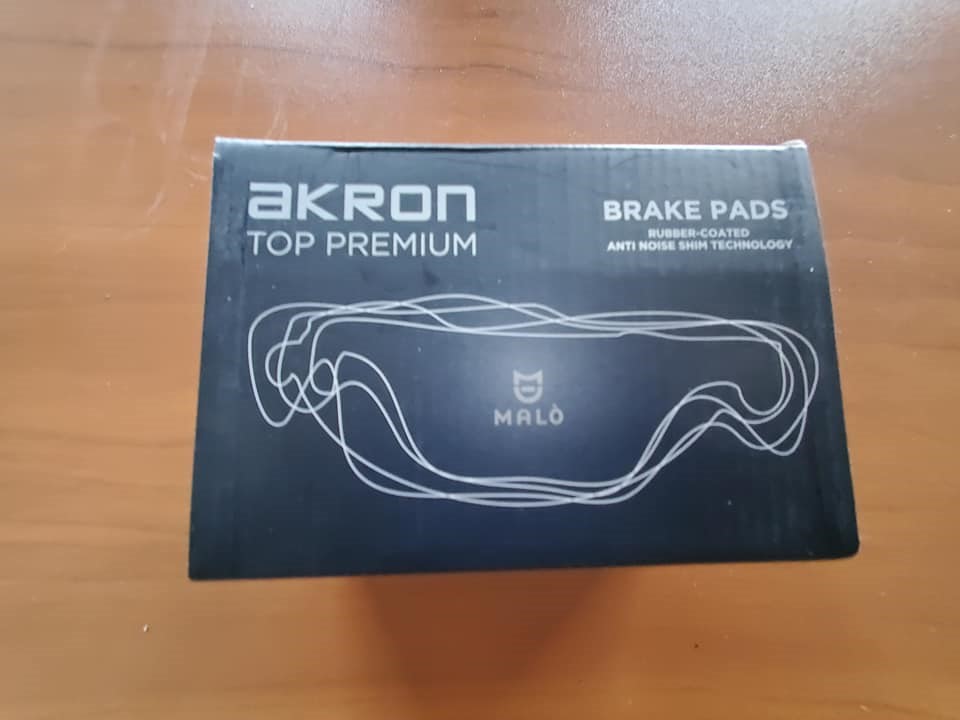 aKRON
TOP PREMIUM
BRAKE PADS
RUBBER-COATED
ANTI NOISE SHIM TECHNOLOGY
MALÒ